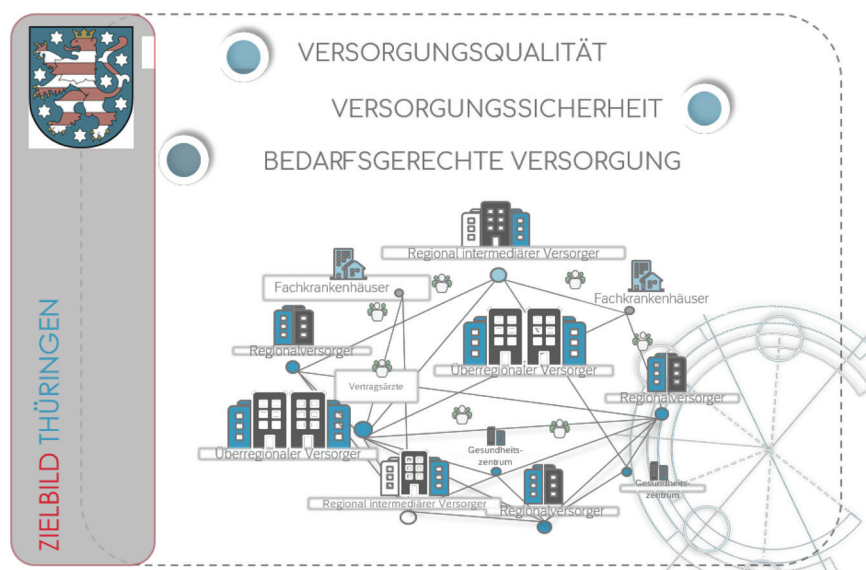 VERSORGUNGSQUALITÄT
VERSORGUNGSSICHERHEIT
BEDARFSGERECHTE VERSORGUNG
ZIELBILD THÜRINGEN
Regional intermediärer Versorger
Fachkrankenhäuser
Fachkrankenhäuser
Regionalversorger
Überregionaler Versorger
Vertragsärzte
Regionalversorger
Überregionaler Versorger
Gesundheits-
zentrum
Gesundheits
zentrum
Regional intermediärer Versorger
Regionalversorger